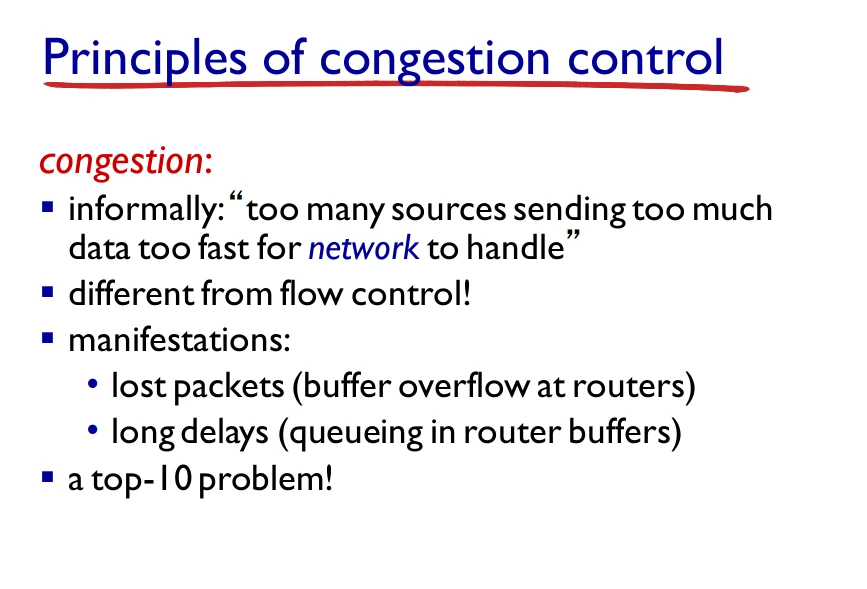 Principles of congestion control
congestion:
▪ informally: “too many sources sending too much
data too fast for network to handle”
▪ different from flow control!
▪ manifestations:
• lost packets (buffer overflow at routers)
• long delays (queueing in router buffers)
▪ a top-10 problem!